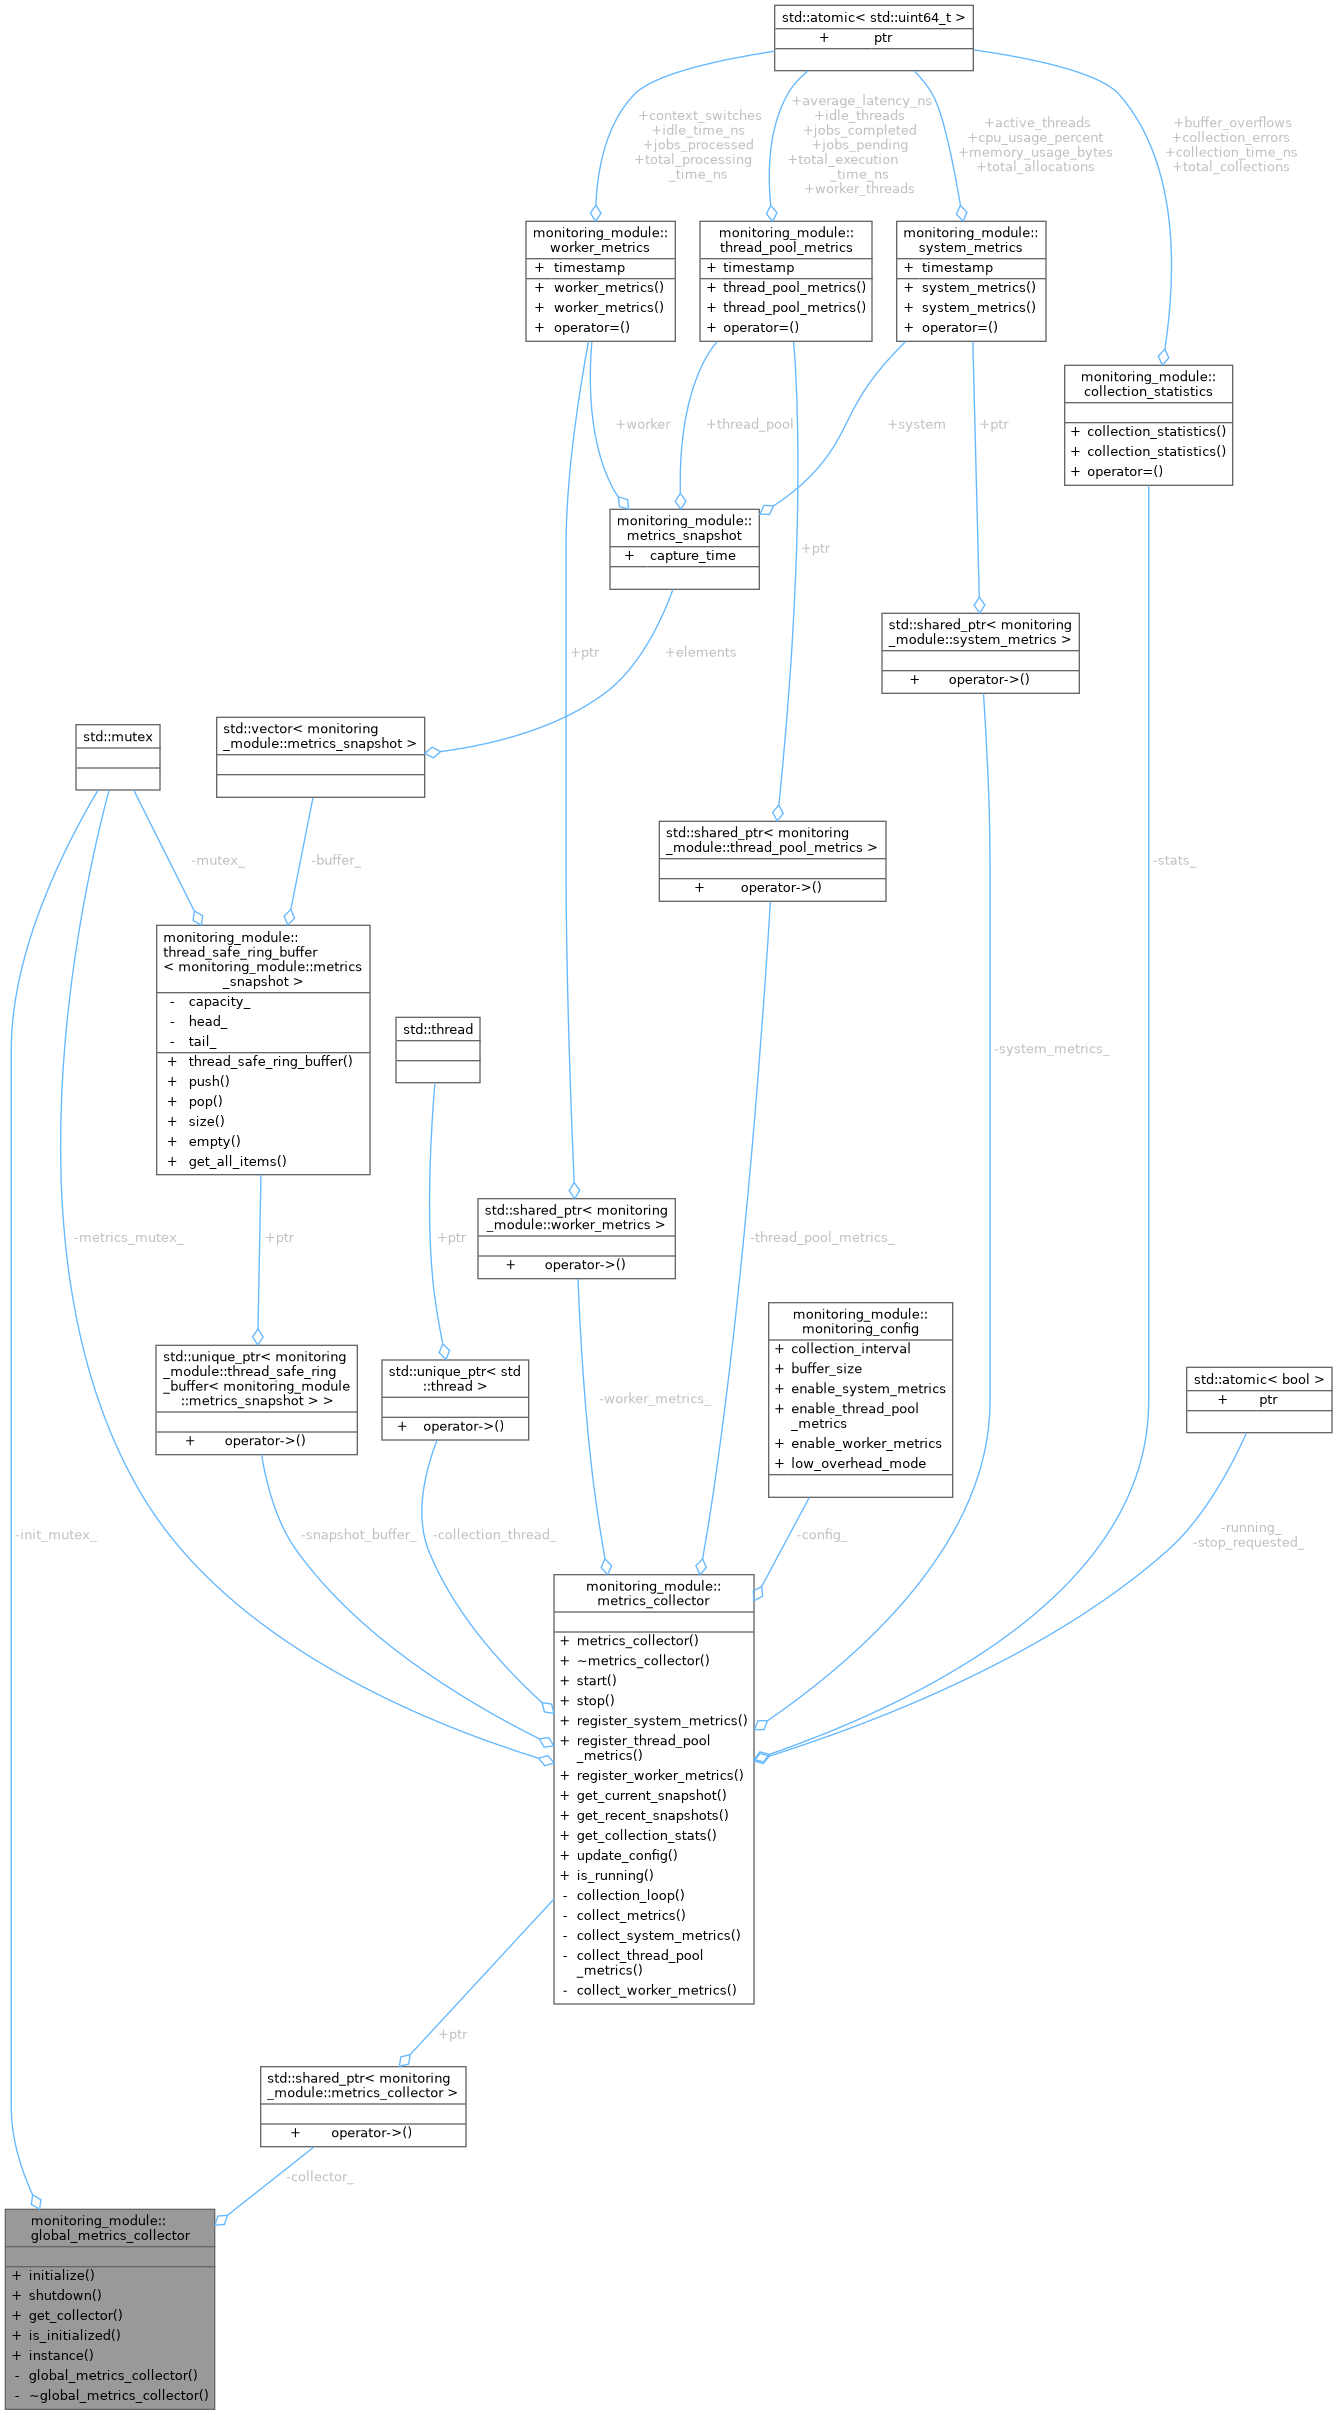 std::atomic< std::uint64_t >
+ ptr
+context_switches
+idle_time_ns
+jobs_processed
+total_processing
_time_ns
+average_latency_ns
+idle_threads
+jobs_completed
+jobs_pending
+total_execution
_time_ns
+worker_threads
+active_threads
+cpu_usage_percent
+memory_usage_bytes
+total_allocations
+buffer_overflows
+collection_errors
+collection_time_ns
+total_collections
monitoring_module::
worker_metrics
+ timestamp
+ worker_metrics()
+ worker_metrics()
+ operator=()
monitoring_module::
thread_pool_metrics
+ timestamp
+ thread_pool_metrics()
+ thread_pool_metrics()
+ operator=()
monitoring_module::
system_metrics
+ timestamp
+ system_metrics()
+ system_metrics()
+ operator=()
monitoring_module::
collection_statistics
+ collection_statistics()
+ collection_statistics()
+ operator=()
+worker
+thread_pool
+system
+ptr
monitoring_module::
metrics_snapshot
+ capture_time
+ptr
std::shared_ptr< monitoring
_module::system_metrics >
+ operator->()
+ptr
+elements
std::mutex
std::vector< monitoring
_module::metrics_snapshot >
std::shared_ptr< monitoring
_module::thread_pool_metrics >
+ operator->()
-mutex_
-buffer_
-stats_
monitoring_module::
thread_safe_ring_buffer
< monitoring_module::metrics
_snapshot >
- capacity_
- head_
- tail_
+ thread_safe_ring_buffer()
+ push()
+ pop()
+ size()
+ empty()
+ get_all_items()
std::thread
-system_metrics_
std::shared_ptr< monitoring
_module::worker_metrics >
+ operator->()
-metrics_mutex_
+ptr
+ptr
-thread_pool_metrics_
std::unique_ptr< monitoring
_module::thread_safe_ring
_buffer< monitoring_module
::metrics_snapshot > >
+ operator->()
std::unique_ptr< std
::thread >
+ operator->()
-worker_metrics_
monitoring_module::
monitoring_config
+ collection_interval
+ buffer_size
+ enable_system_metrics
+ enable_thread_pool
_metrics
+ enable_worker_metrics
+ low_overhead_mode
std::atomic< bool >
+ ptr
-init_mutex_
-snapshot_buffer_
-collection_thread_
-config_
-running_
-stop_requested_
monitoring_module::
metrics_collector
+ metrics_collector()
+ ~metrics_collector()
+ start()
+ stop()
+ register_system_metrics()
+ register_thread_pool
_metrics()
+ register_worker_metrics()
+ get_current_snapshot()
+ get_recent_snapshots()
+ get_collection_stats()
+ update_config()
+ is_running()
- collection_loop()
- collect_metrics()
- collect_system_metrics()
- collect_thread_pool
_metrics()
- collect_worker_metrics()
+ptr
std::shared_ptr< monitoring
_module::metrics_collector >
+ operator->()
-collector_
monitoring_module::
global_metrics_collector
+ initialize()
+ shutdown()
+ get_collector()
+ is_initialized()
+ instance()
- global_metrics_collector()
- ~global_metrics_collector()